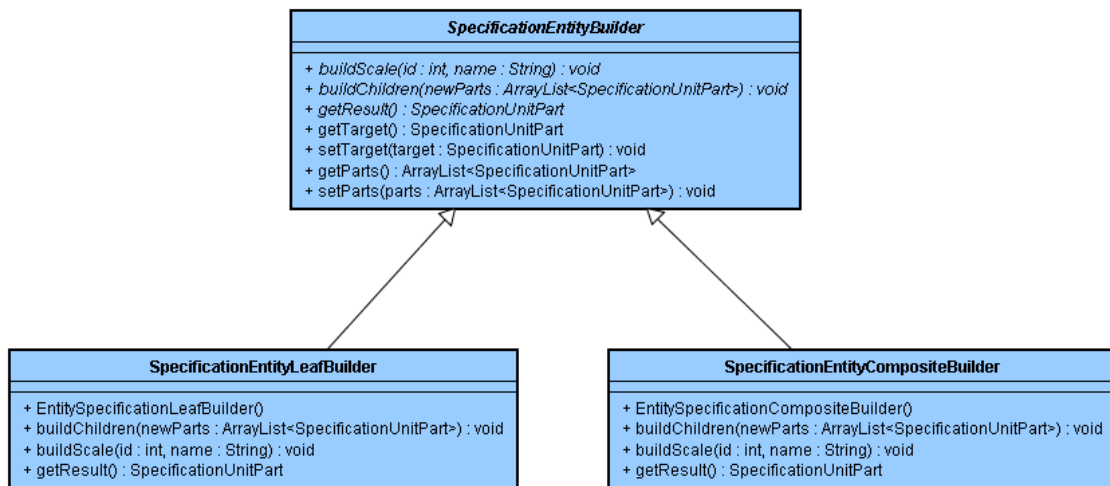 SpecificationEntityBuilder
+ buildScale(id : int, name : String) : void
+ buildChildren(newParts : ArrayList<SpecificationUnitPart>) : void
+ getResult() : SpecificationUnitPart
+ getTarget() : SpecificationUnitPart
+ setTarget(target : SpecificationUnitPart) : void
+ getParts() : ArrayList<SpecificationUnitPart>
+ setParts(parts : ArrayList<SpecificationUnitPart>) : void
SpecificationEntityLeafBuilder
+ EntitySpecificationLeafBuilder()
+ buildChildren(newParts : ArrayList<SpecificationUnitPart>) : void
+ buildScale(id : int, name : String) : void
+ getResult() : SpecificationUnitPart
SpecificationEntityCompositeBuilder
+ EntitySpecificationCompositeBuilder()
+ buildChildren(newParts : ArrayList<SpecificationUnitPart>) : void
+ buildScale(id : int, name : String) : void
+ getResult() : SpecificationUnitPart